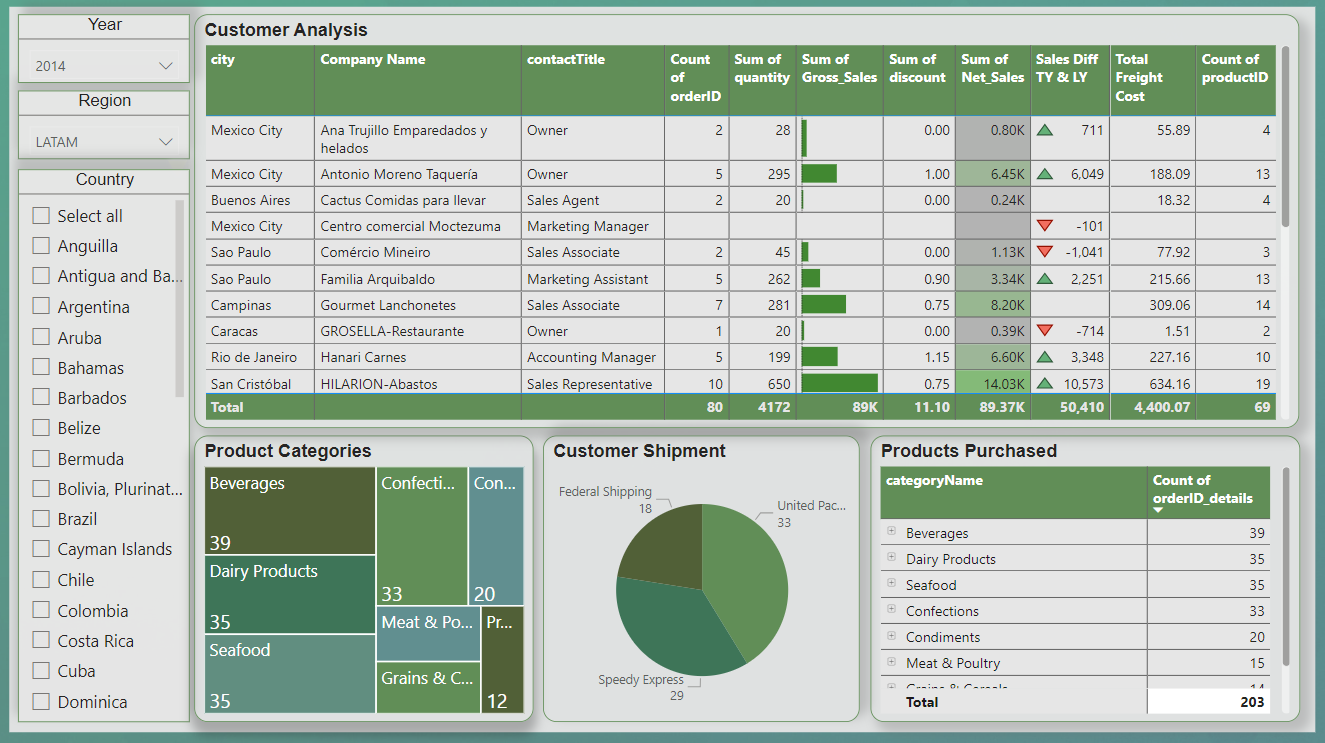 Year
2014
Region
LATAM
Country
Select all
Anguilla
Antigua and Ba...
Argentina
Aruba
Bahamas
Barbados
Belize
Bermuda
Bolivia, Plurinat...
Brazil
Cayman Islands
Chile
Colombia
Costa Rica
Cuba
Dominica
Customer Analysis
city Company Name contactTitle Count of orderID Sum of quantity Sum of Gross_Sales Sum of discount Sum of Net_Sales Sales Diff TY & LY Total Freight Cost Count of productID
Mexico City Ana Trujillo Emparedados y helados Owner 2 28 0.00 0.80K 711 55.89 4
Mexico City Antonio Moreno Taquería Owner 5 295 1.00 6.45K 6,049 188.09 13
Buenos Aires Cactus Comidas para llevar Sales Agent 2 20 0.00 0.24K 18.32 4
Mexico City Centro comercial Moctezuma Marketing Manager -101
Sao Paulo Comércio Mineiro Sales Associate 2 45 0.00 1.13K -1,041 77.92 3
Sao Paulo Familia Arquibaldo Marketing Assistant 5 262 0.90 3.34K 2,251 215.66 13
Campinas Gourmet Lanchonetes Sales Associate 7 281 0.75 8.20K 309.06 14
Caracas GROSELLA-Restaurante Owner 1 20 0.00 0.39K -714 1.51 2
Rio de Janeiro Hanari Carnes Accounting Manager 5 199 1.15 6.60K 3,348 227.16 10
San Cristóbal HILARION-Abastos Sales Representative 10 650 0.75 14.03K 10,573 634.16 19
Total 80 4172 89K 11.10 89.37K 50,410 4,400.07 69
Product Categories
Beverages
39
Dairy Products
35
Seafood
35
Confecti...
33
Con...
20
Meat & Po...
Grains & C...
Pr...
12
Customer Shipment
Federal Shipping
18
United Pac...
33
Speedy Express
29
Products Purchased
categoryName Count of orderID_details
Beverages 39
Dairy Products 35
Seafood 35
Confections 33
Condiments 20
Meat & Poultry 15
Grains & Cereals 14
Total 203